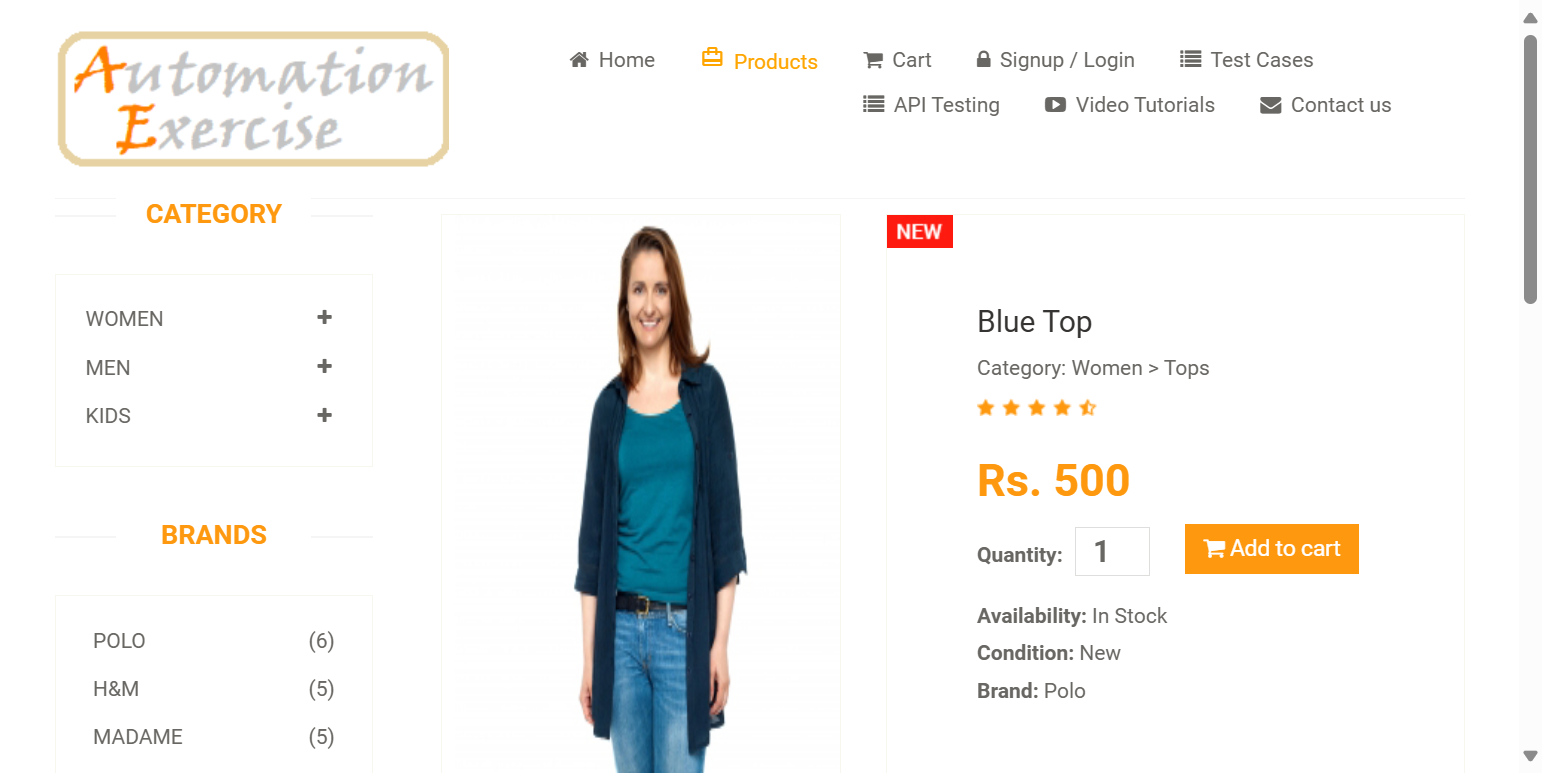 Automation
Exercise
Home
Products
Cart
Signup / Login
Test Cases
API Testing
Video Tutorials
Contact us
CATEGORY
WOMEN
MEN
KIDS
BRANDS
POLO (6)
H&M (5)
MADAME (5)
NEW
Blue Top
Category: Women > Tops
Rs. 500
Quantity: 1 Add to cart
Availability: In Stock
Condition: New
Brand: Polo